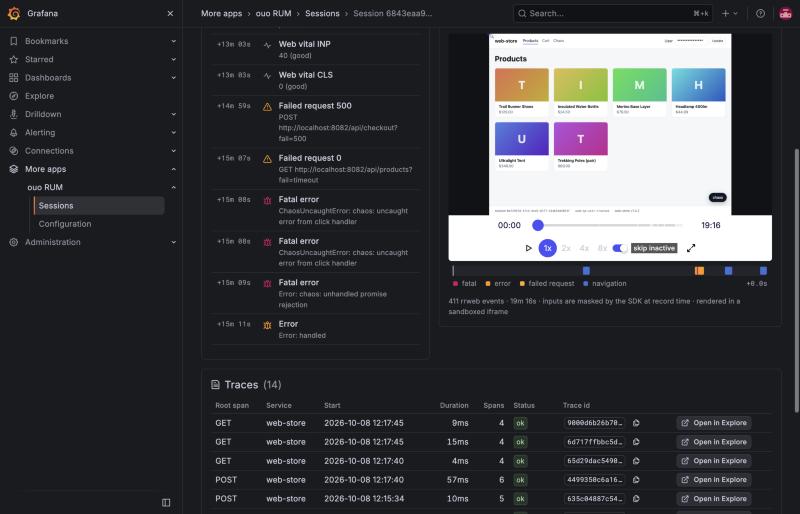 Grafana
More apps › ouo RUM › Sessions › Session 6843eaa9...
Search...
⌘+k
Bookmarks
Starred
Dashboards
Explore
Drilldown
Alerting
Connections
More apps
ouo RUM
Sessions
Configuration
Administration
+13m 03s Web vital INP
40 (good)
+13m 03s Web vital CLS
0 (good)
+14m 59s Failed request 500
POST
http://localhost:8082/api/checkout?
fail=500
+15m 07s Failed request 0
GET http://localhost:8082/api/products?
fail=timeout
+15m 08s Fatal error
ChaosUncaughtError: chaos: uncaught
error from click handler
+15m 08s Fatal error
ChaosUncaughtError: chaos: uncaught
error from click handler
+15m 09s Fatal error
Error: chaos: unhandled promise
rejection
+15m 11s Error
Error: handled
web-store Products Cart Chaos User
Products
T I M H
Trail Runner Shoes Insulated Water Bottle Merino Base Layer Headlamp 400lm
U T
Ultralight Tent Trekking Poles (pair)
chaos
00:00 19:16
1x 2x 4x 8x skip inactive
fatal error failed request navigation +0.0s
411 rrweb events · 19m 16s · inputs are masked by the SDK at record time · rendered in a
sandboxed iframe
Traces (14)
Root span Service Start Duration Spans Status Trace id
GET web-store 2026-10-08 12:17:45 9ms 4 ok 9000d6b26b70… Open in Explore
GET web-store 2026-10-08 12:17:45 15ms 4 ok 6d717ffbbc5d… Open in Explore
GET web-store 2026-10-08 12:17:40 4ms 4 ok 65d29dac5490… Open in Explore
POST web-store 2026-10-08 12:17:40 57ms 6 ok 4499350c6a16… Open in Explore
POST web-store 2026-10-08 12:15:34 10ms 5 ok 635c04887c54… Open in Explore